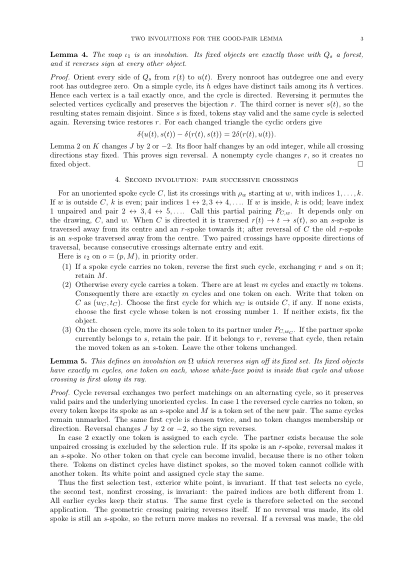 TWO INVOLUTIONS FOR THE GOOD-PAIR LEMMA 3
Lemma 4. The map ι₁ is an involution. Its fixed objects are exactly those with Qₛ a forest,
and it reverses sign at every other object.
Proof. Orient every side of Qₛ from r(t) to u(t). Every nonroot has outdegree one and every
root has outdegree zero. On a simple cycle, its h edges have distinct tails among its h vertices.
Hence each vertex is a tail exactly once, and the cycle is directed. Reversing it permutes the
selected vertices cyclically and preserves the bijection r. The third corner is never s(t), so the
resulting states remain disjoint. Since s is fixed, tokens stay valid and the same cycle is selected
again. Reversing twice restores r. For each changed triangle the cyclic orders give
δ(u(t), s(t)) − δ(r(t), s(t)) = 2δ(r(t), u(t)).
Lemma 2 on K changes J by 2 or −2. Its floor half changes by an odd integer, while all crossing
directions stay fixed. This proves sign reversal. A nonempty cycle changes r, so it creates no
fixed object. □
4. SECOND INVOLUTION: PAIR SUCCESSIVE CROSSINGS
For an unoriented spoke cycle C, list its crossings with ρ_w starting at w, with indices 1, . . . , k.
If w is outside C, k is even; pair indices 1 ↔ 2, 3 ↔ 4, . . . . If w is inside, k is odd; leave index
1 unpaired and pair 2 ↔ 3, 4 ↔ 5, . . . . Call this partial pairing P_{C,w}. It depends only on
the drawing, C, and w. When C is directed it is traversed r(t) → t → s(t), so an s-spoke is
traversed away from its centre and an r-spoke towards it; after reversal of C the old r-spoke
is an s-spoke traversed away from the centre. Two paired crossings have opposite directions of
traversal, because consecutive crossings alternate entry and exit.
Here is ι₂ on o = (p, M), in priority order.
(1) If a spoke cycle carries no token, reverse the first such cycle, exchanging r and s on it;
retain M.
(2) Otherwise every cycle carries a token. There are at least m cycles and exactly m tokens.
Consequently there are exactly m cycles and one token on each. Write that token on
C as (w_C, t_C). Choose the first cycle for which w_C is outside C, if any. If none exists,
choose the first cycle whose token is not crossing number 1. If neither exists, fix the
object.
(3) On the chosen cycle, move its sole token to its partner under P_{C,w_C}. If the partner spoke
currently belongs to s, retain the pair. If it belongs to r, reverse that cycle, then retain
the moved token as an s-token. Leave the other tokens unchanged.
Lemma 5. This defines an involution on Ω which reverses sign off its fixed set. Its fixed objects
have exactly m cycles, one token on each, whose white-face point is inside that cycle and whose
crossing is first along its ray.
Proof. Cycle reversal exchanges two perfect matchings on an alternating cycle, so it preserves
valid pairs and the underlying unoriented cycles. In case 1 the reversed cycle carries no token, so
every token keeps its spoke as an s-spoke and M is a token set of the new pair. The same cycles
remain unmarked. The same first cycle is chosen twice, and no token changes membership or
direction. Reversal changes J by 2 or −2, so the sign reverses.
In case 2 exactly one token is assigned to each cycle. The partner exists because the sole
unpaired crossing is excluded by the selection rule. If its spoke is an r-spoke, reversal makes it
an s-spoke. No other token on that cycle can become invalid, because there is no other token
there. Tokens on distinct cycles have distinct spokes, so the moved token cannot collide with
another token. Its white point and assigned cycle stay the same.
Thus the first selection test, exterior white point, is invariant. If that test selects no cycle,
the second test, nonfirst crossing, is invariant: the paired indices are both different from 1.
All earlier cycles keep their status. The same first cycle is therefore selected on the second
application. The geometric crossing pairing reverses itself. If no reversal was made, its old
spoke is still an s-spoke, so the return move makes no reversal. If a reversal was made, the old